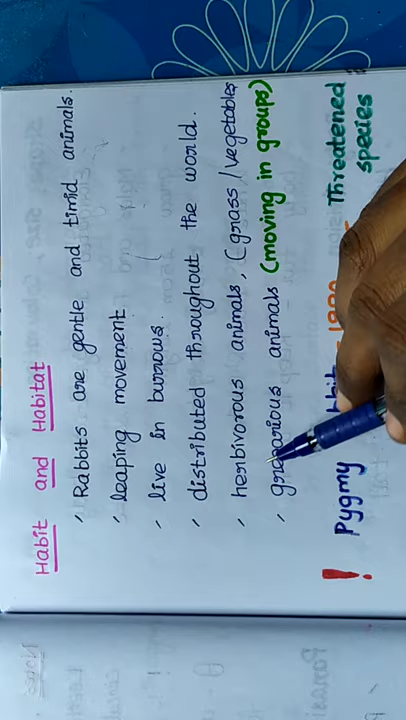 Habit and Habitat
Rabbits are gentle and timid animals.
leaping movement
live in burrows.
distributed throughout the world.
herbivorous animals, (grass / vegetables
animals (moving in groups)
! Pygmy Threatened
species